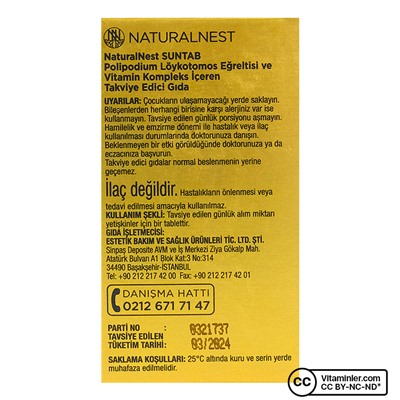 NATURALNEST
NaturalNest SUNTAB
Polipodium Löykotomos Eğreltisi ve
Vitamin Kompleks İçeren
Takviye Edici Gıda
UYARILAR: Çocukların ulaşamayacağı yerde saklayın.
Bileşenlerden herhangi birisine karşı alerjiniz var ise
kullanmayın. Tavsiye edilen günlük porsiyonu aşmayın.
Hamilelik ve emzirme dönemi ile hastalık veya ilaç
kullanılması durumlarında doktorunuza danışın.
Beklenmeyen bir etki görüldüğünde doktorunuza ya da
eczacınıza başvurun.
Takviye edici gıdalar normal beslenmenin yerine
geçemez.
İlaç değildir. Hastalıkların önlenmesi veya
tedavi edilmesi amacıyla kullanılmaz.
KULLANIM ŞEKLİ: Tavsiye edilen günlük alım miktarı
yetişkinler için bir tablettir.
GIDA İŞLETMECİSİ:
ESTETİK BAKIM VE SAĞLIK ÜRÜNLERİ TİC. LTD. ŞTİ.
Sinpaş Deposite AVM ve İş Merkezi Ziya Gökalp Mah.
Atatürk Bulvarı A1 Blok Kat:3 No:314
34490 Başakşehir-İSTANBUL
Tel: +90 212 217 42 00 Fax: +90 212 217 42 01
DANIŞMA HATTI
0212 671 71 47
PARTİ NO : 0321737
TAVSİYE EDİLEN
TÜKETİM TARİHİ: 03/2024
SAKLAMA KOŞULLARI: 25°C altında kuru ve serin yerde
muhafaza edilmelidir.
cc Vitaminler.com
CC BY-NC-ND*